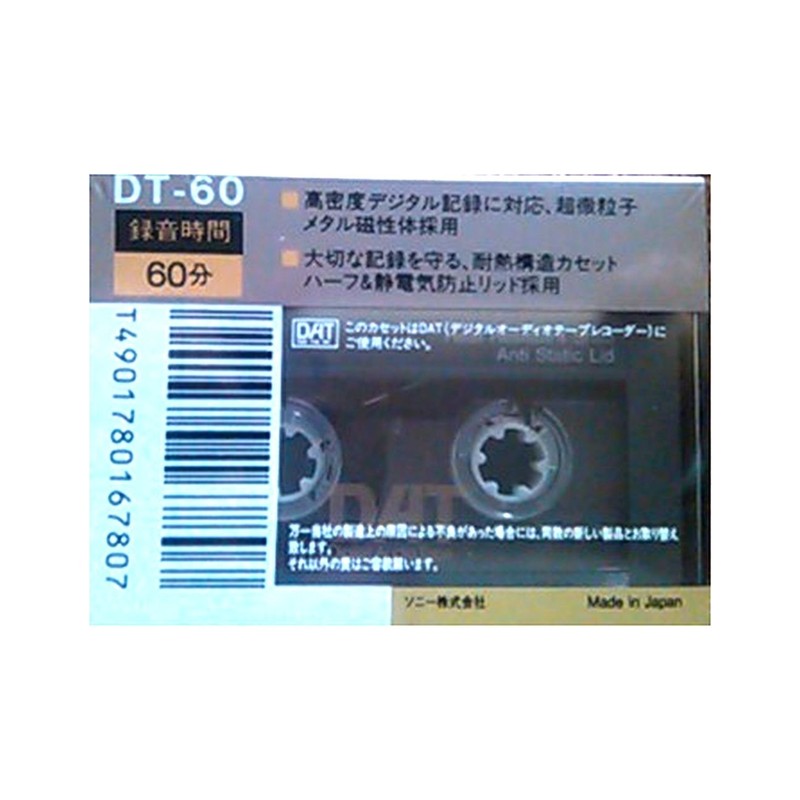 DT-60
録音時間
60分
■高密度デジタル記録に対応、超微粒子
メタル磁性体採用
■大切な記録を守る、耐熱構造カセット
ハーフ&静電気防止リッド採用
T4901780167807
DAT このカセットはDAT(デジタルオーディオテープレコーダー)に
ご使用ください。
Anti Static Lid
DAT
万一当社の製造上の原因による不良があった場合には、同数の新しい製品とお取り替え
致します。
それ以外の責はご容赦願います。
ソニー株式会社
Made in Japan